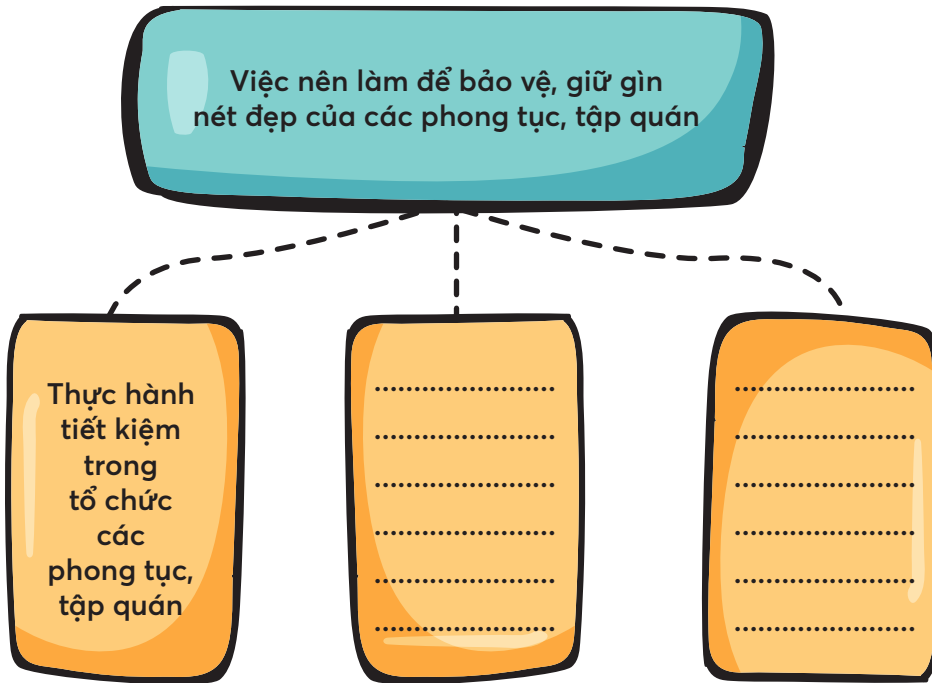 Việc nên làm để bảo vệ, giữ gìn
nét đẹp của các phong tục, tập quán
Thực hành
tiết kiệm
trong
tổ chức
các
phong tục,
tập quán